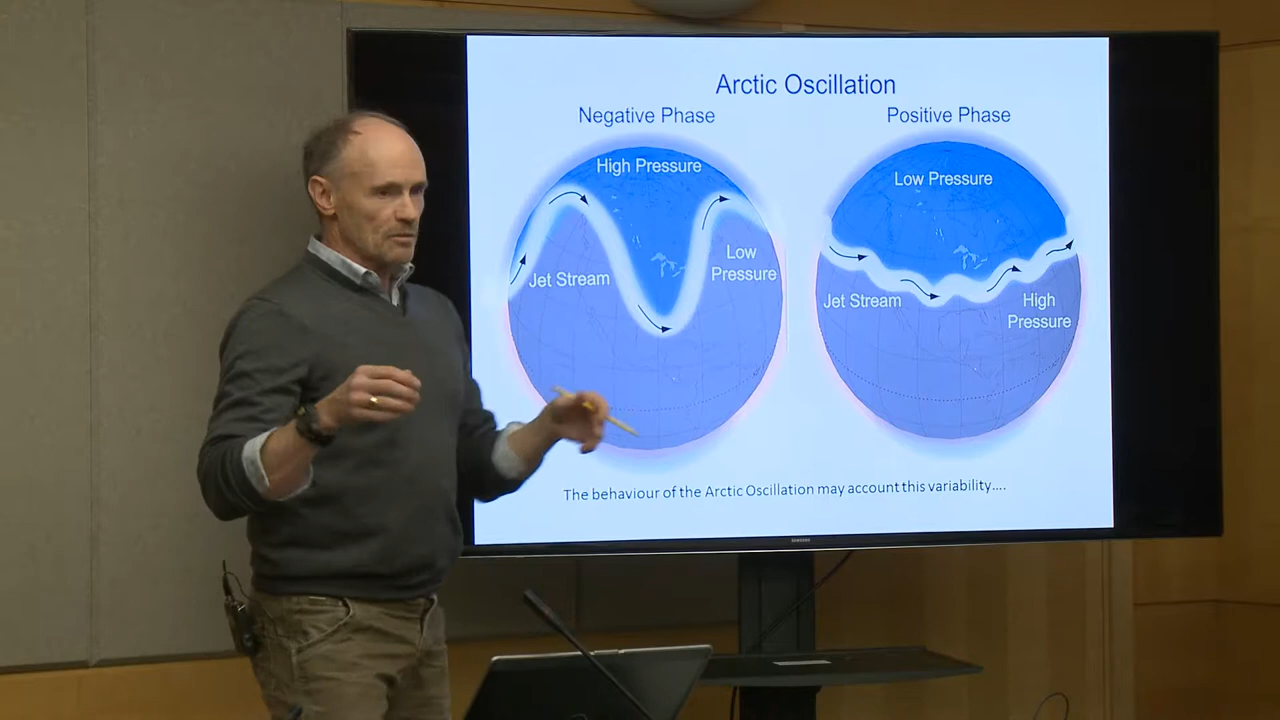 Arctic Oscillation
Negative Phase
Positive Phase
High Pressure
Jet Stream
Low
Pressure
Low Pressure
Jet Stream
High
Pressure
The behaviour of the Arctic Oscillation may account this variability....
SAMSUNG